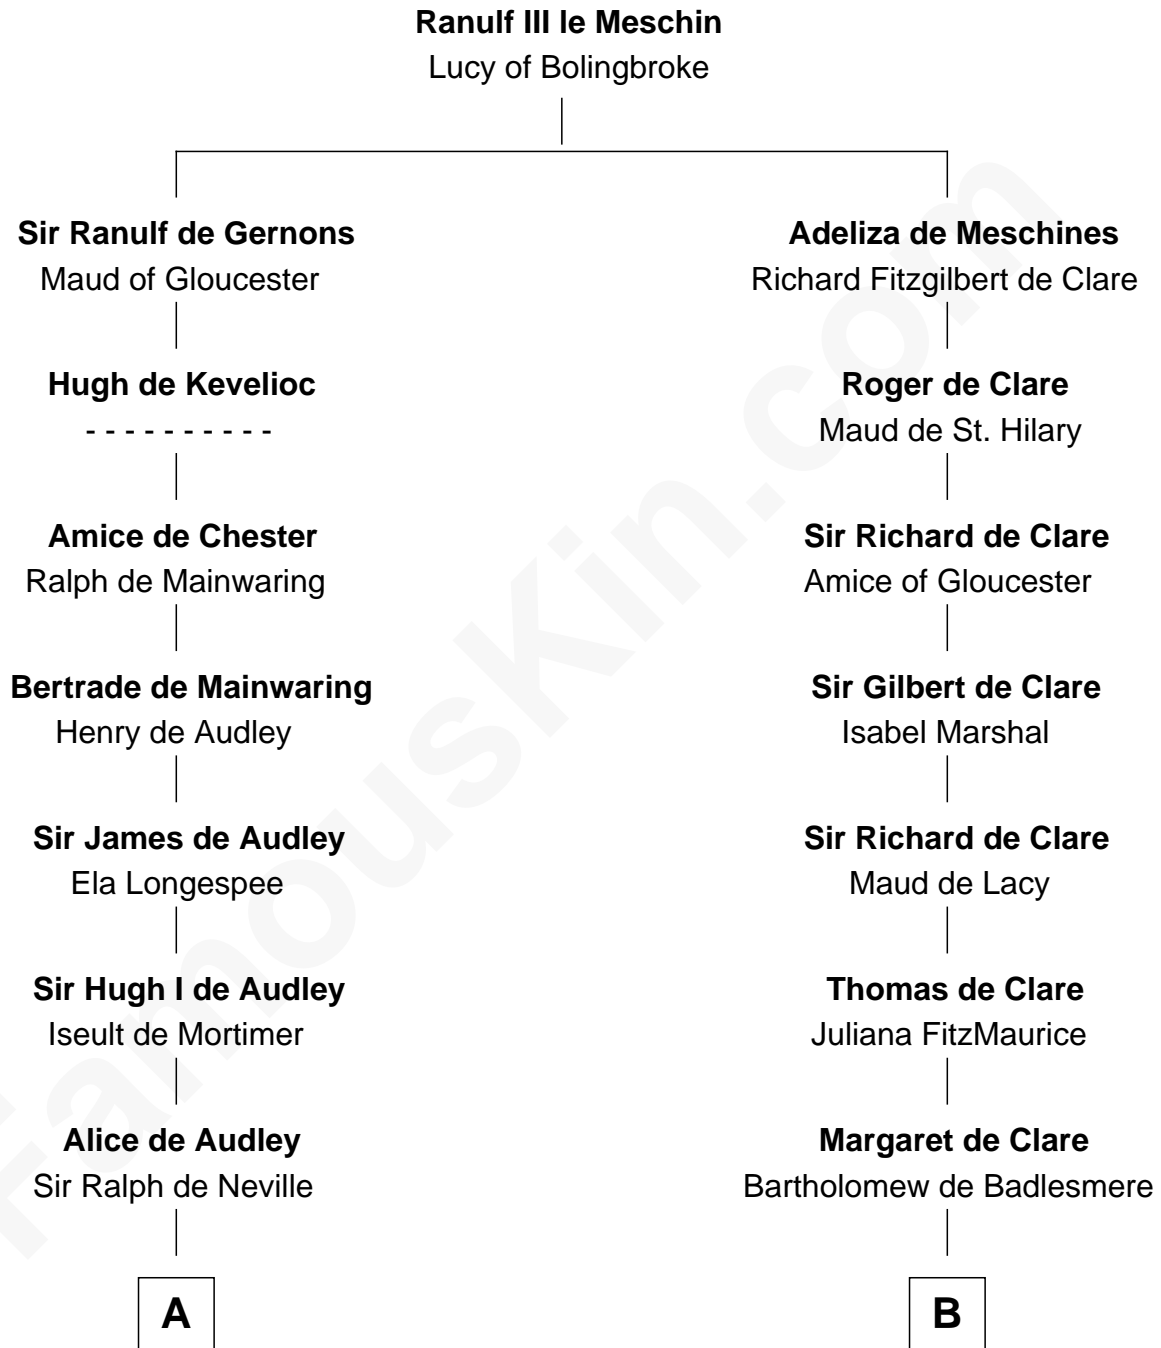 Ranulf III le Meschin
Lucy of Bolingbroke
Sir Ranulf de Gernons
Maud of Gloucester
Hugh de Kevelioc
- - - - - - - - - -
Amice de Chester
Ralph de Mainwaring
Bertrade de Mainwaring
Henry de Audley
Sir James de Audley
Ela Longespee
Sir Hugh I de Audley
Iseult de Mortimer
Alice de Audley
Sir Ralph de Neville
A
Adeliza de Meschines
Richard Fitzgilbert de Clare
Roger de Clare
Maud de St. Hilary
Sir Richard de Clare
Amice of Gloucester
Sir Gilbert de Clare
Isabel Marshal
Sir Richard de Clare
Maud de Lacy
Thomas de Clare
Juliana FitzMaurice
Margaret de Clare
Bartholomew de Badlesmere
B
FamousKin.com